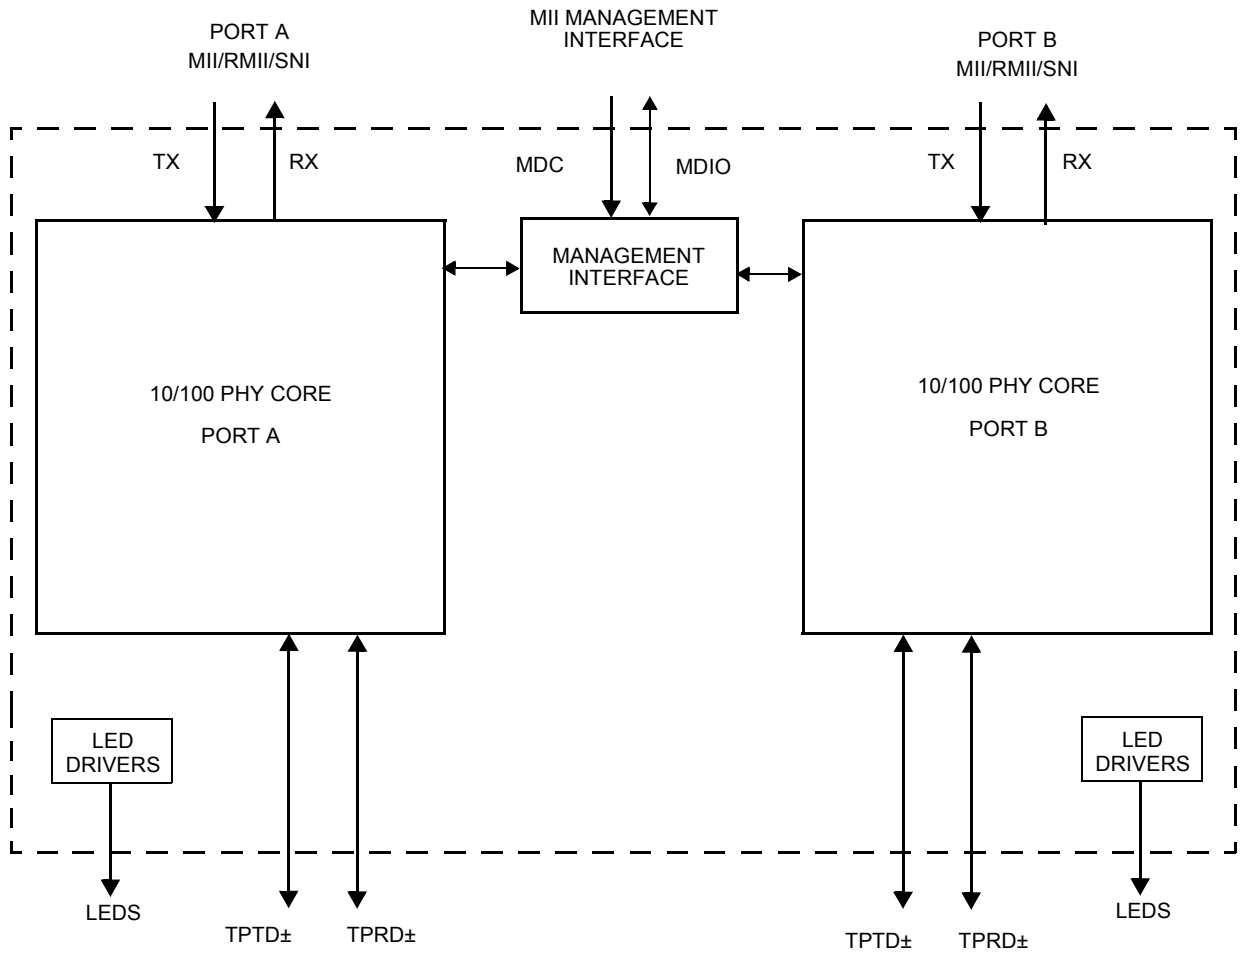 PORT A
MII/RMII/SNI
MII MANAGEMENT
INTERFACE
PORT B
MII/RMII/SNI
TX
RX
MDC
MDIO
TX
RX
MANAGEMENT
INTERFACE
10/100 PHY CORE
PORT A
10/100 PHY CORE
PORT B
LED
DRIVERS
LED
DRIVERS
LEDS
TPTD±
TPRD±
TPTD±
TPRD±
LEDS